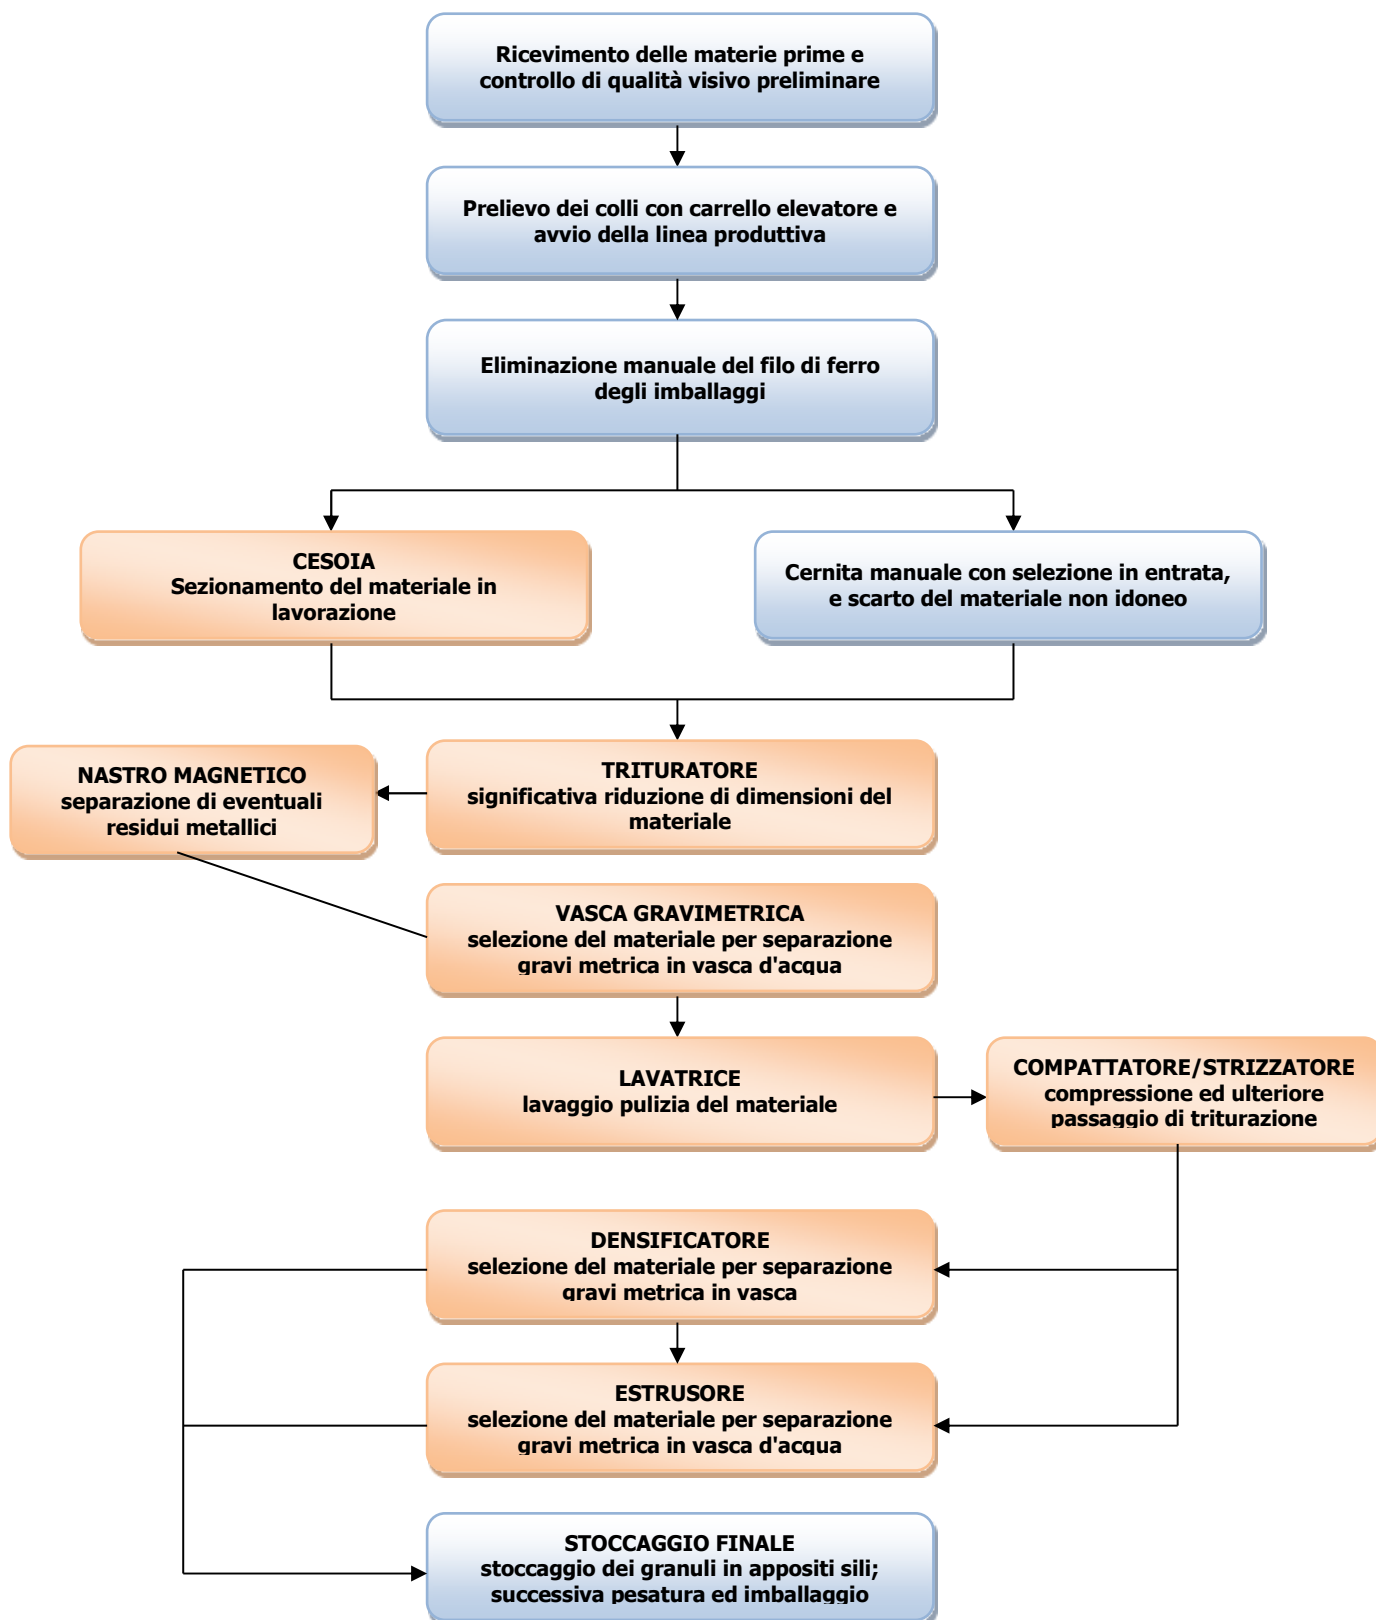 Ricevimento delle materie prime e
controllo di qualità visivo preliminare
Prelievo dei colli con carrello elevatore e
avvio della linea produttiva
Eliminazione manuale del filo di ferro
degli imballaggi
CESOIA
Sezionamento del materiale in
lavorazione
Cernita manuale con selezione in entrata,
e scarto del materiale non idoneo
NASTRO MAGNETICO
separazione di eventuali
residui metallici
TRITURATORE
significativa riduzione di dimensioni del
materiale
VASCA GRAVIMETRICA
selezione del materiale per separazione
gravi metrica in vasca d'acqua
LAVATRICE
lavaggio pulizia del materiale
COMPATTATORE/STRIZZATORE
compressione ed ulteriore
passaggio di triturazione
DENSIFICATORE
selezione del materiale per separazione
gravi metrica in vasca
ESTRUSORE
selezione del materiale per separazione
gravi metrica in vasca d'acqua
STOCCAGGIO FINALE
stoccaggio dei granuli in appositi sili;
successiva pesatura ed imballaggio